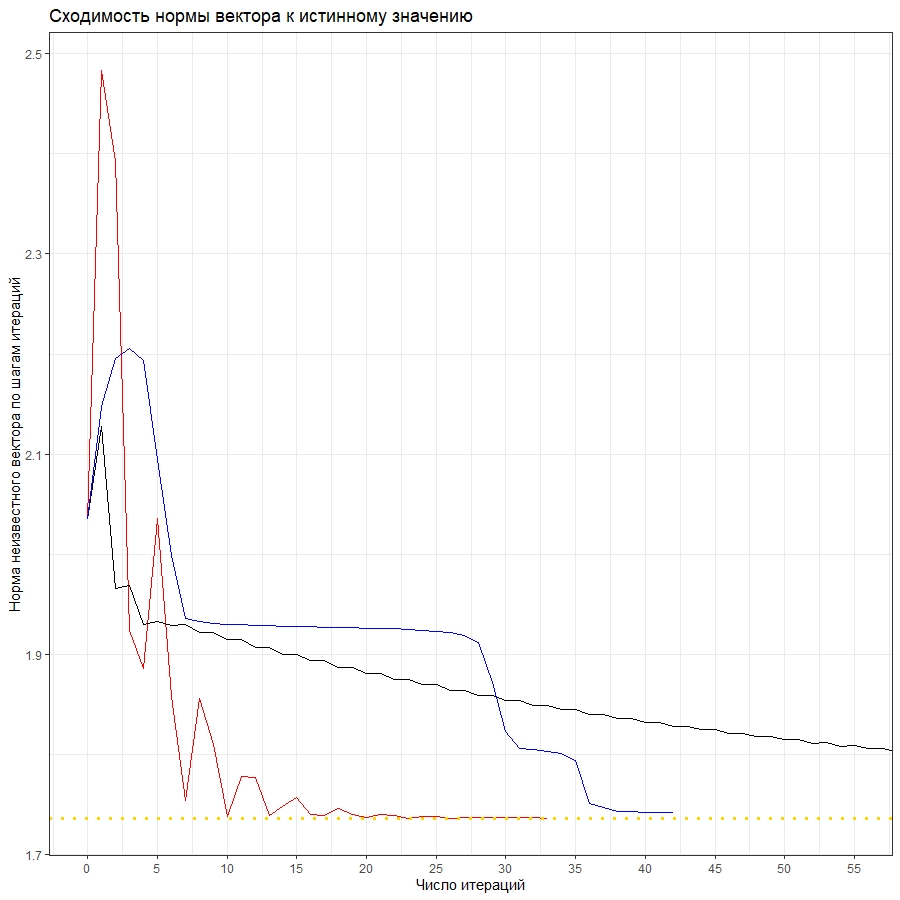 Сходимость нормы вектора к истинному значению
Норма неизвестного вектора по шагам итераций
2.5
2.3
2.1
1.9
1.7
0 5 10 15 20 25 30 35 40 45 50 55
Число итераций